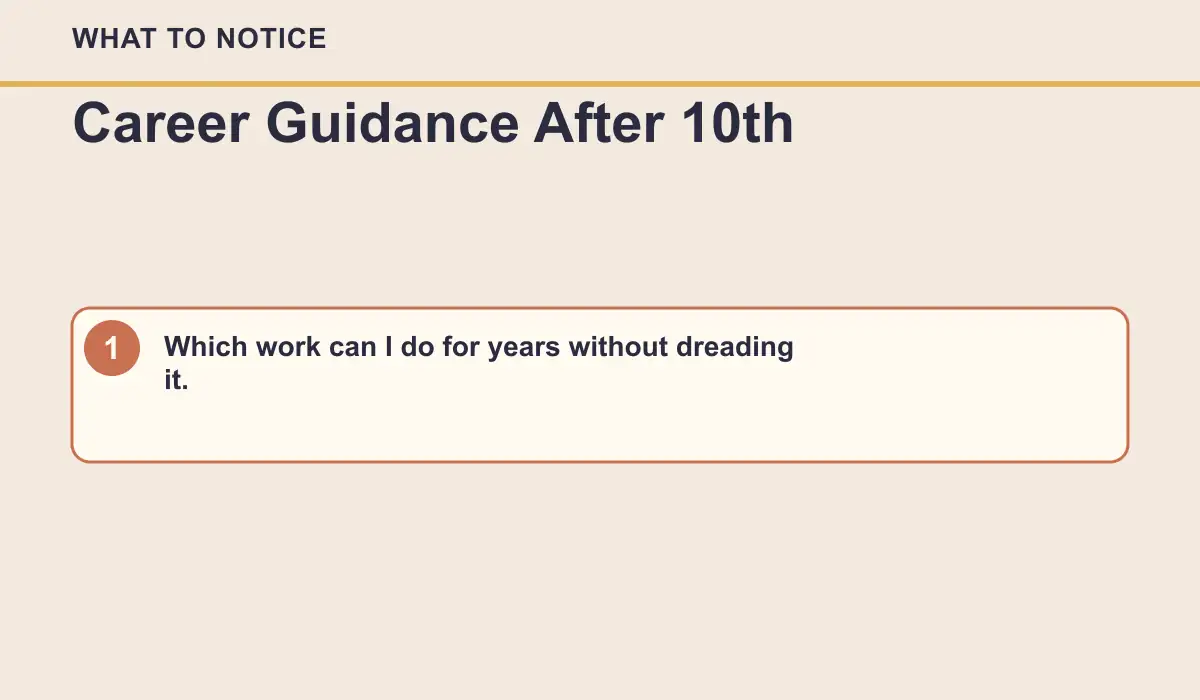 WHAT TO NOTICE
Career Guidance After 10th
1
Which work can I do for years without dreading
it.